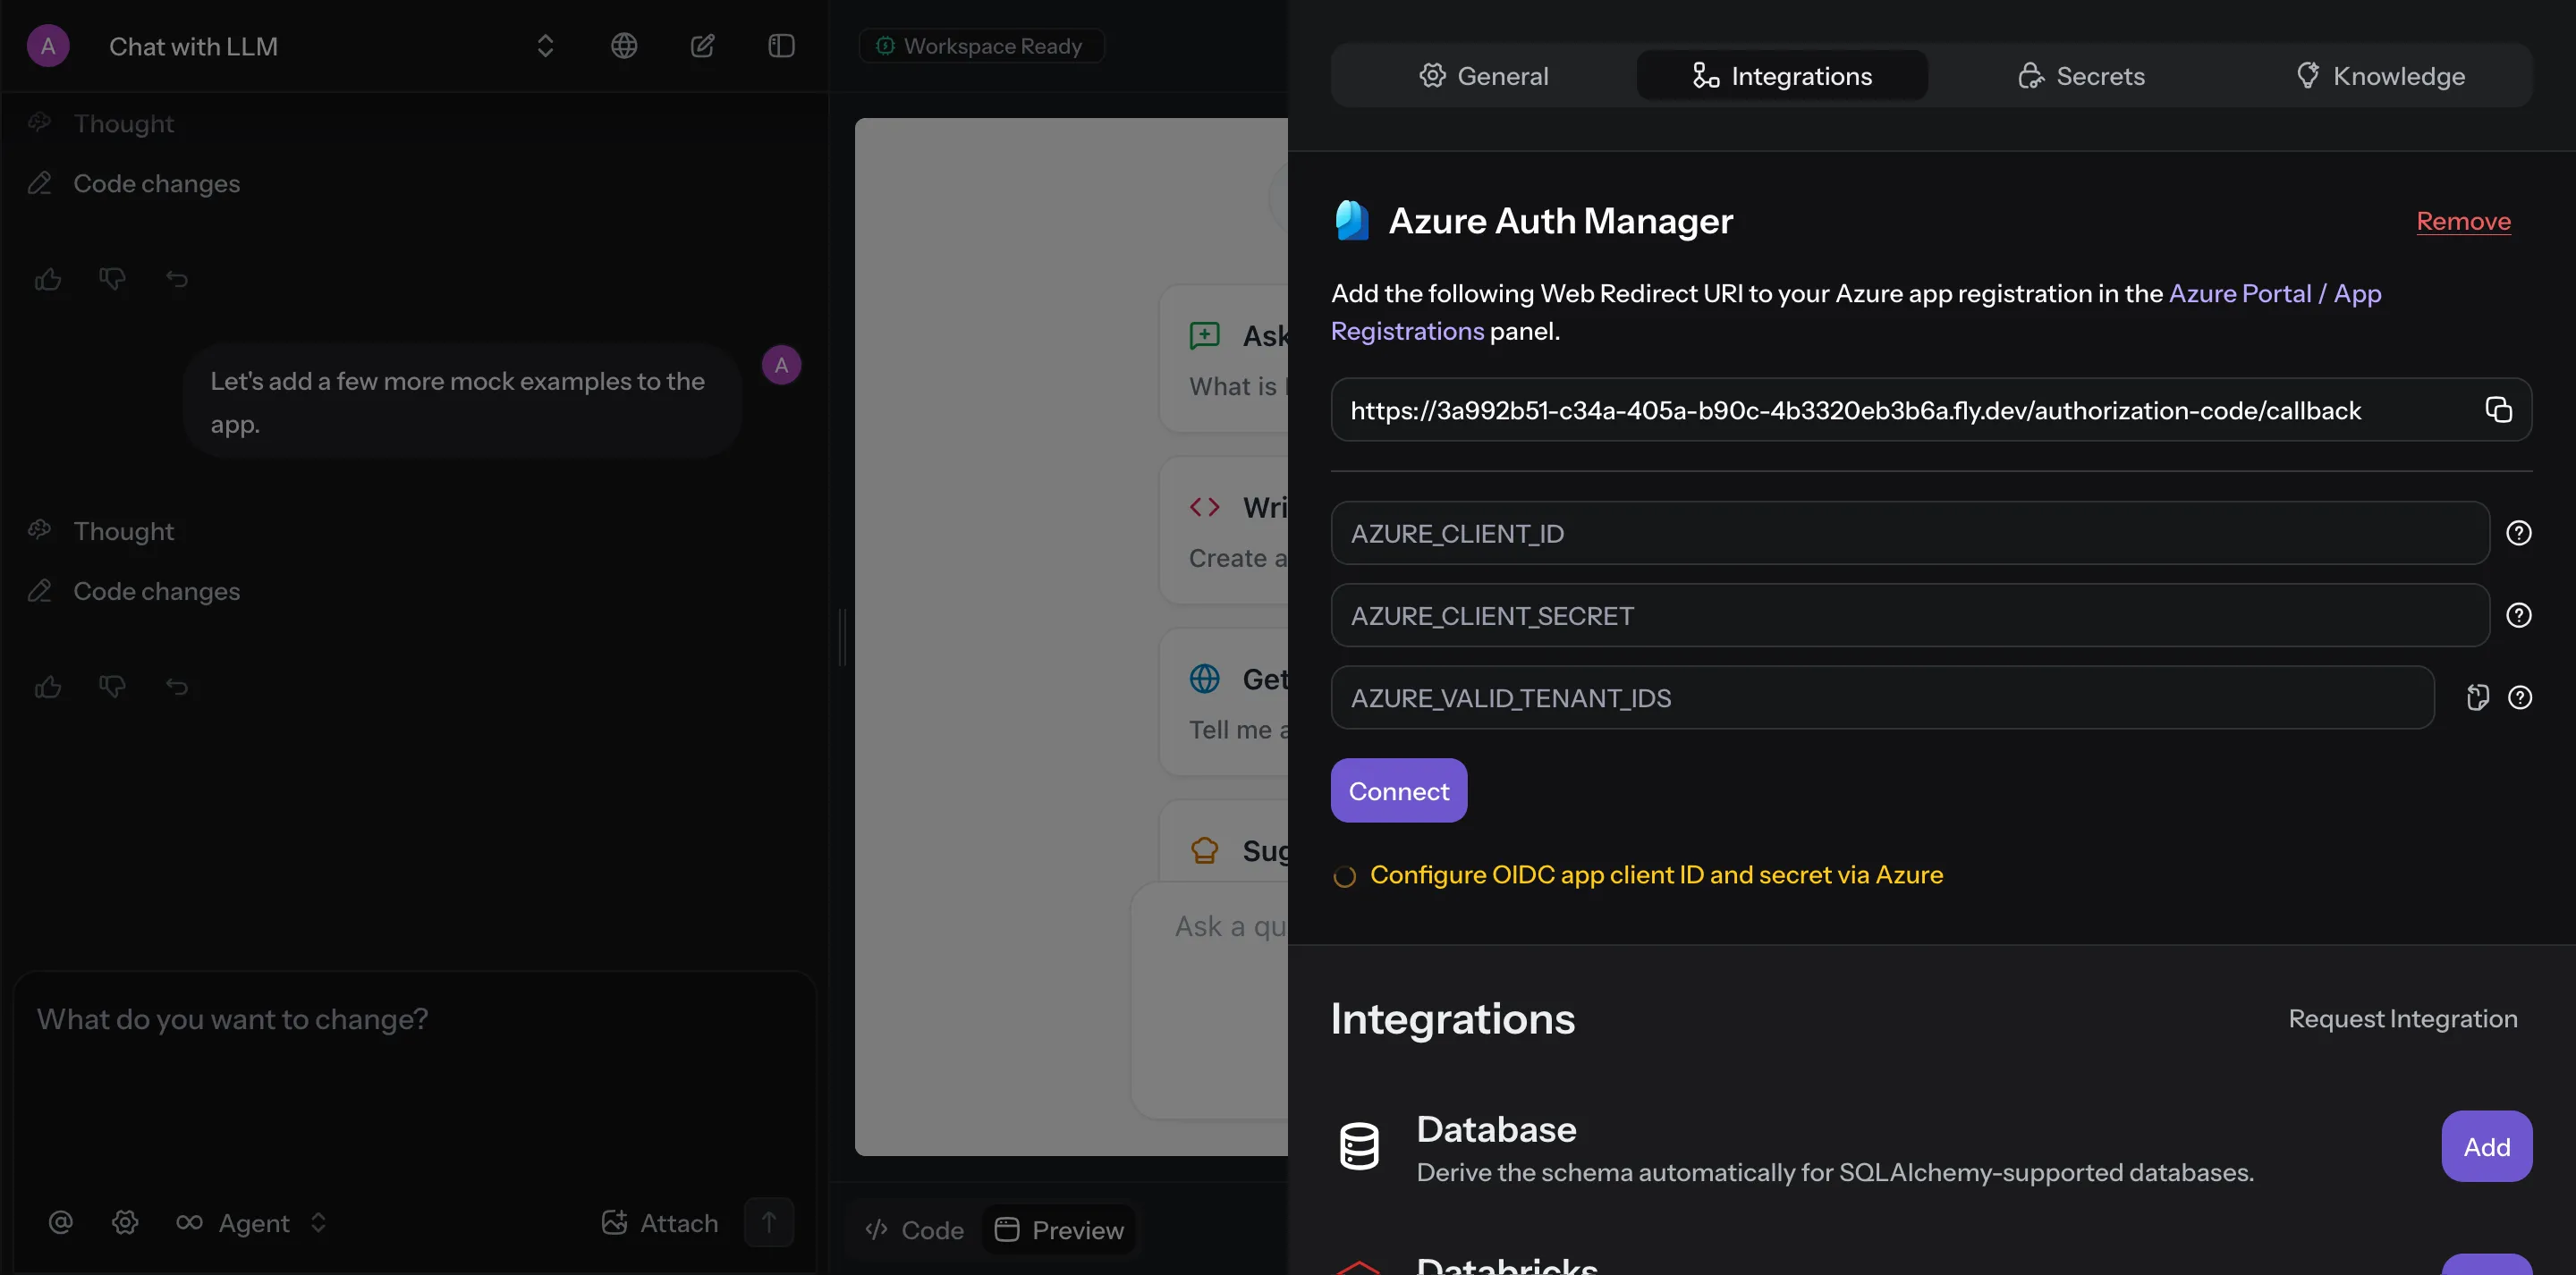 A
Chat with LLM
Thought
Code changes
Let's add a few more mock examples to the
app.
A
Thought
Code changes
What do you want to change?
Agent
Attach
Workspace Ready
Ask
What is
Wri
Create a
Get
Tell me a
Sug
Ask a qu
Code
Preview
General
Integrations
Secrets
Knowledge
Azure Auth Manager
Remove
Add the following Web Redirect URI to your Azure app registration in the Azure Portal / App
Registrations panel.
https://3a992b51-c34a-405a-b90c-4b3320eb3b6a.fly.dev/authorization-code/callback
AZURE_CLIENT_ID
AZURE_CLIENT_SECRET
AZURE_VALID_TENANT_IDS
Connect
Configure OIDC app client ID and secret via Azure
Integrations
Request Integration
Database
Derive the schema automatically for SQLAlchemy-supported databases.
Add
Databricks